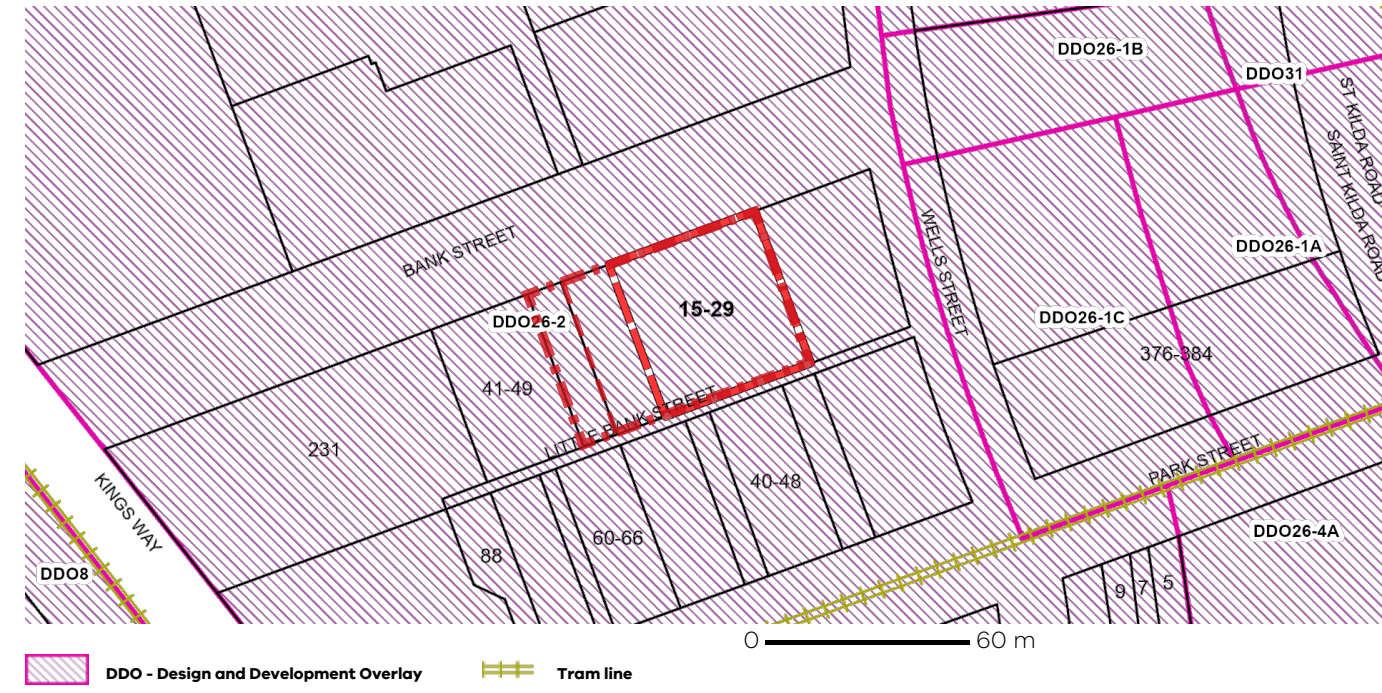 DDO26-1B
DDO31
ST KILDA ROAD
SAINT KILDA ROAD
BANK STREET
WELLS STREET
DDO26-1A
15-29
DDO26-2
DDO26-1C
376-384
41-49
LITTLE BANK STREET
231
PARK STREET
40-48
KINGS WAY
60-66
DDO26-4A
88
DDO8
9
7
5
0 60 m
DDO - Design and Development Overlay Tram line